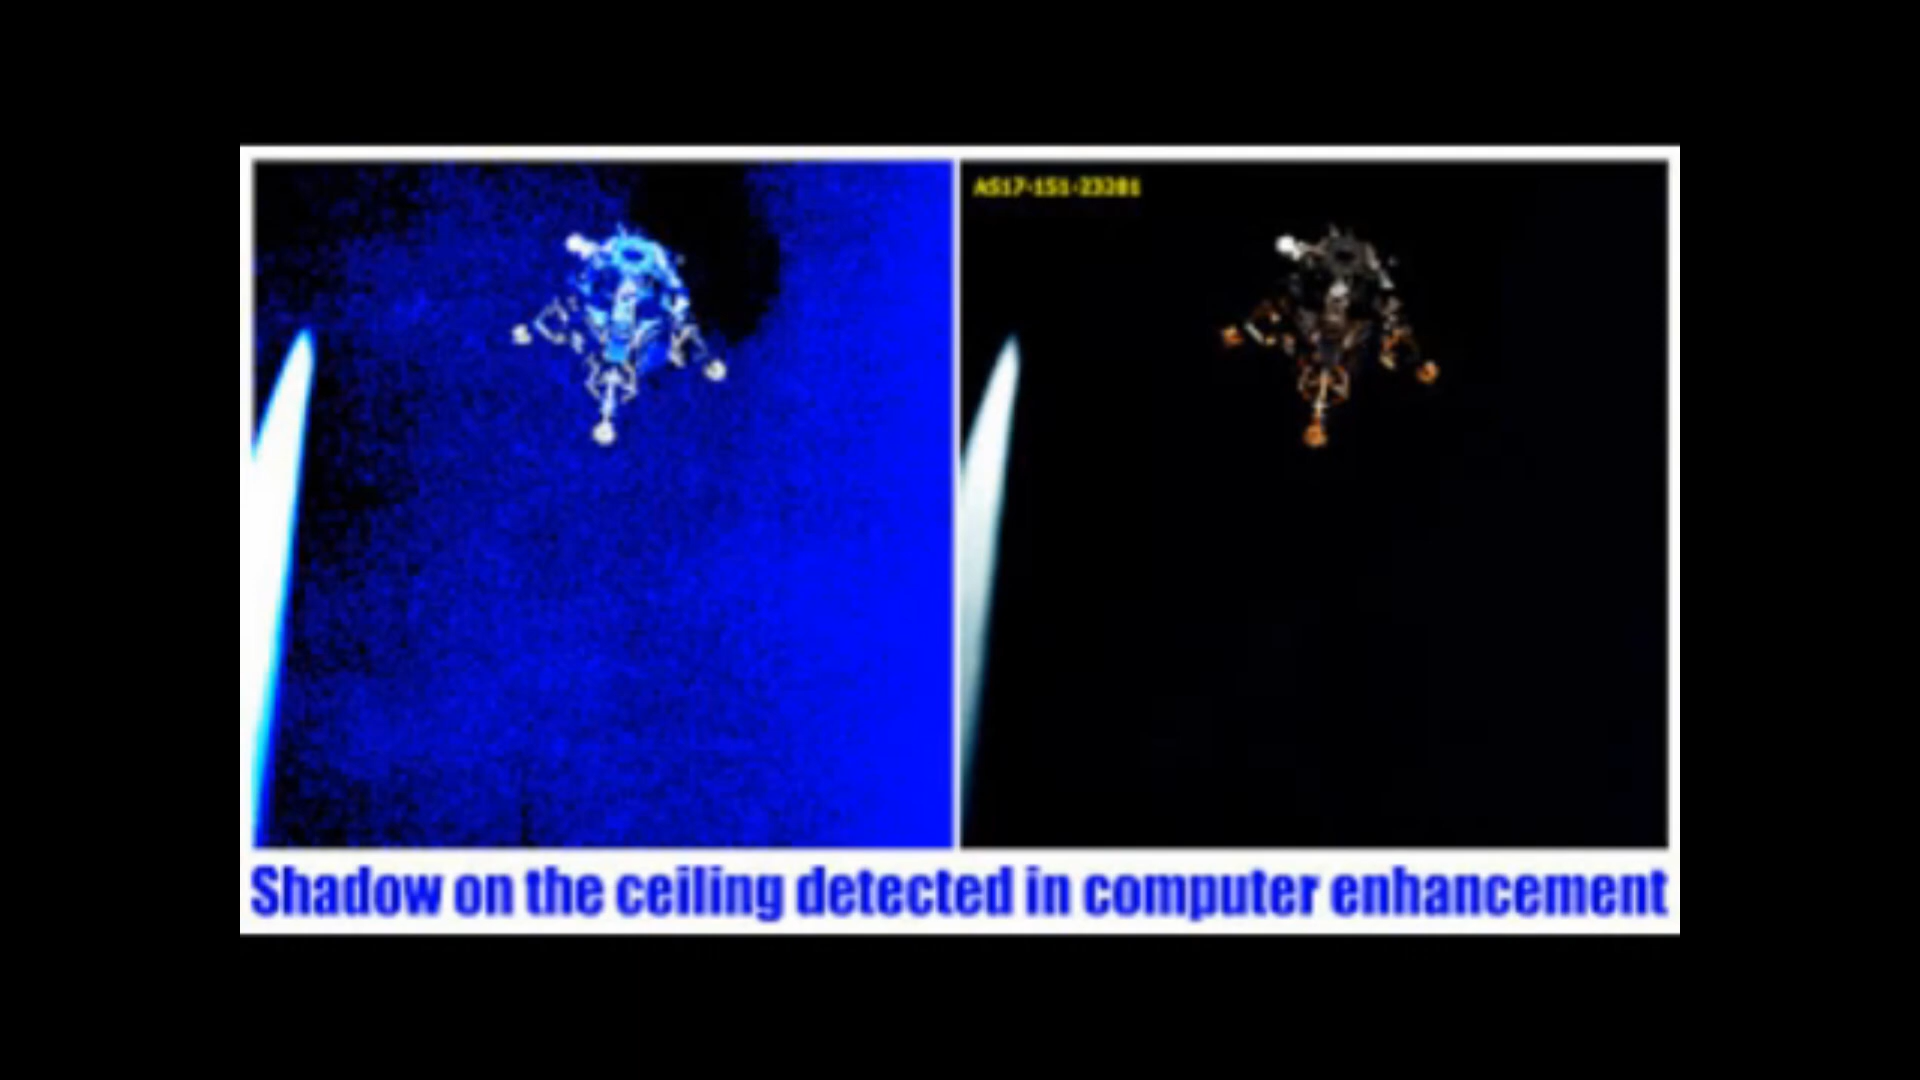 AS17-151-23201
Shadow on the ceiling detected in computer enhancement